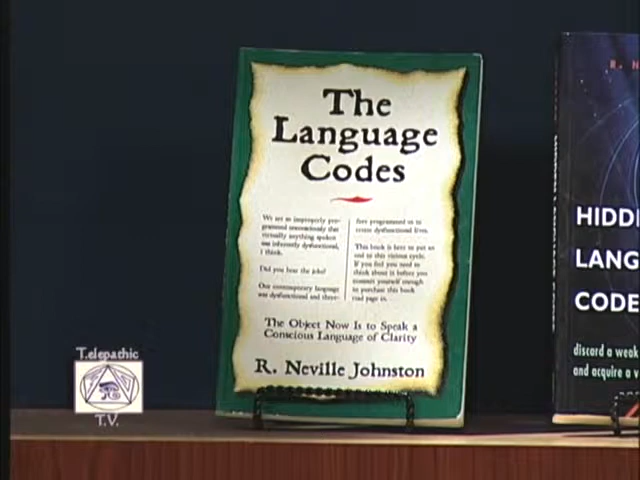 The
Language
Codes
We are so improperly pro-
grammed unconsciously that
virtually anything spoken
was inherently dysfunctional,
I think.
Did you hear the joke?
Our contemporary language
was dysfunctional and there-
fore programmed us to
create dysfunctional lives.
This book is here to put an
end to this vicious cycle.
If you feel you need to
think about it before you
commit yourself enough
to purchase this book
read page
The Object Now Is to Speak a
Conscious Language of Clarity
R. Neville Johnston
R. N
HIDD
LANG
CODE
discard a weak
and acquire a v
Telepathic
T.V.